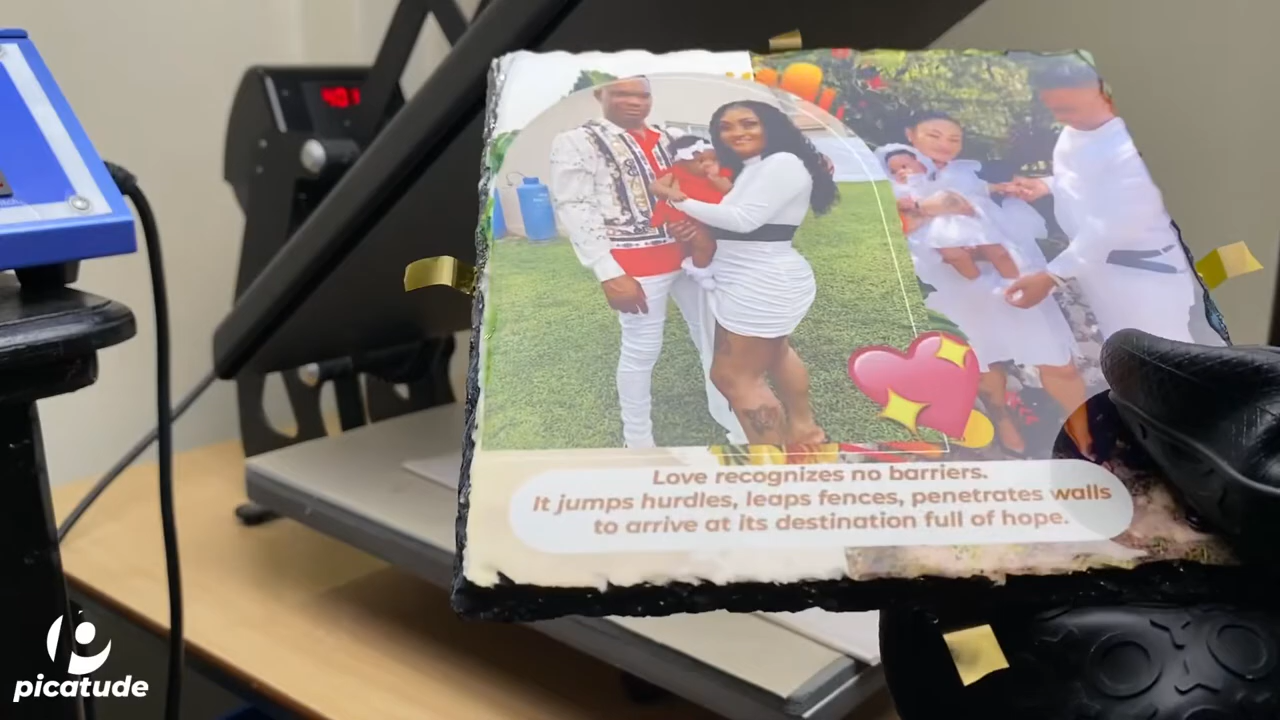 401
Love recognizes no barriers.
It jumps hurdles, leaps fences, penetrates walls
to arrive at its destination full of hope.
picatude